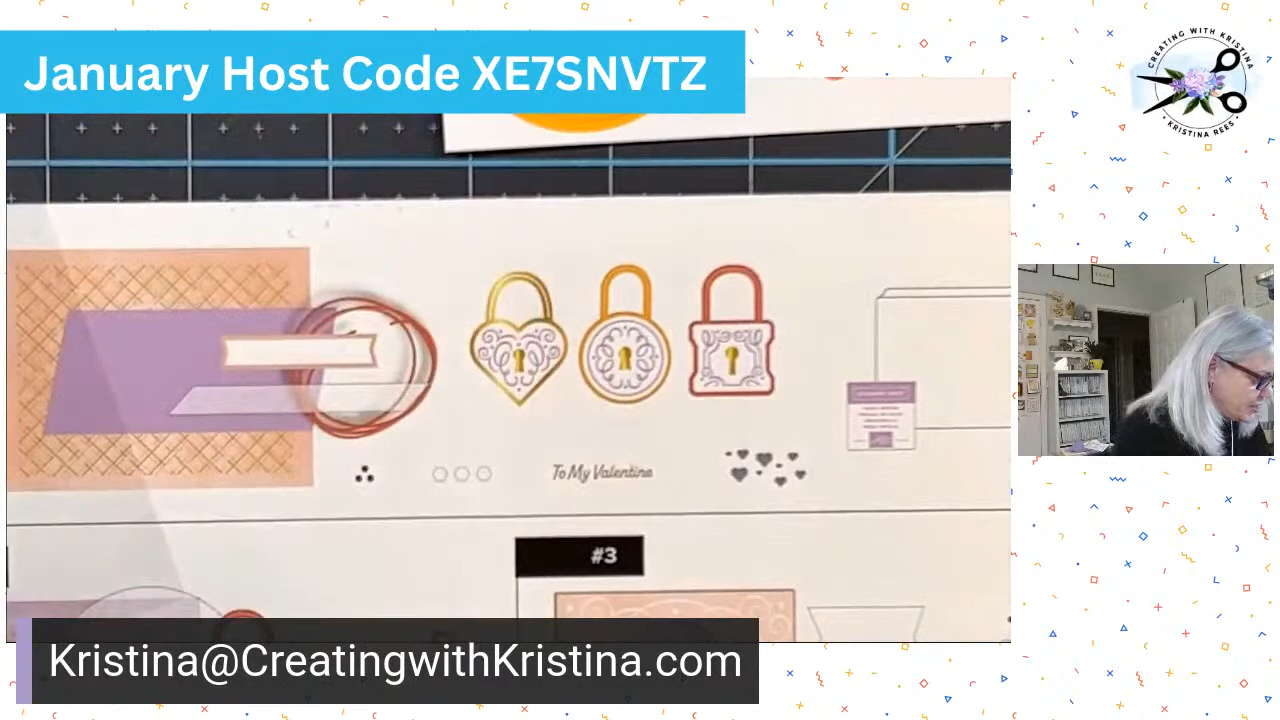 January Host Code XE7SNVTZ
CREATING WITH KRISTINA
KRISTINA REES
To My Valentine
#3
Kristina@CreatingwithKristina.com